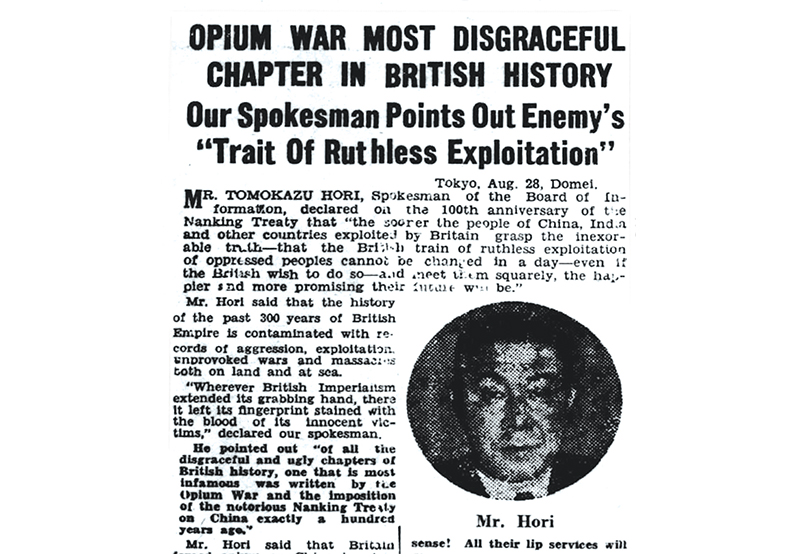 OPIUM WAR MOST DISGRACEFUL
CHAPTER IN BRITISH HISTORY
Our Spokesman Points Out Enemy's
"Trait Of Ruthless Exploitation"
Tokyo, Aug. 28, Domei.
MR. TOMOKAZU HORI, Spokesman of the Board of In-
formation, declared on the 100th anniversary of the
Nanking Treaty that "the sooner the people of China, India
and other countries exploited by Britain grasp the inexor-
able truth—that the British train of ruthless exploitation
of oppressed peoples cannot be changed in a day—even if
the British wish to do so—and meet them squarely, the hap-
pier and more promising their future will be."
Mr. Hori said that the history
of the past 300 years of British
Empire is contaminated with re-
cords of aggression, exploitation,
unprovoked wars and massacres
both on land and at sea.
"Wherever British Imperialism
extended its grabbing hand, there
it left its fingerprint stained with
the blood of its innocent vic-
tims," declared our spokesman.
He pointed out "of all the
disgraceful and ugly chapters of
British history, one that is most
infamous was written by the
Opium War and the imposition
of the notorious Nanking Treaty
on China exactly a hundred
years ago."
Mr. Hori said that Britain
Mr. Hori
sense! All their lip services will